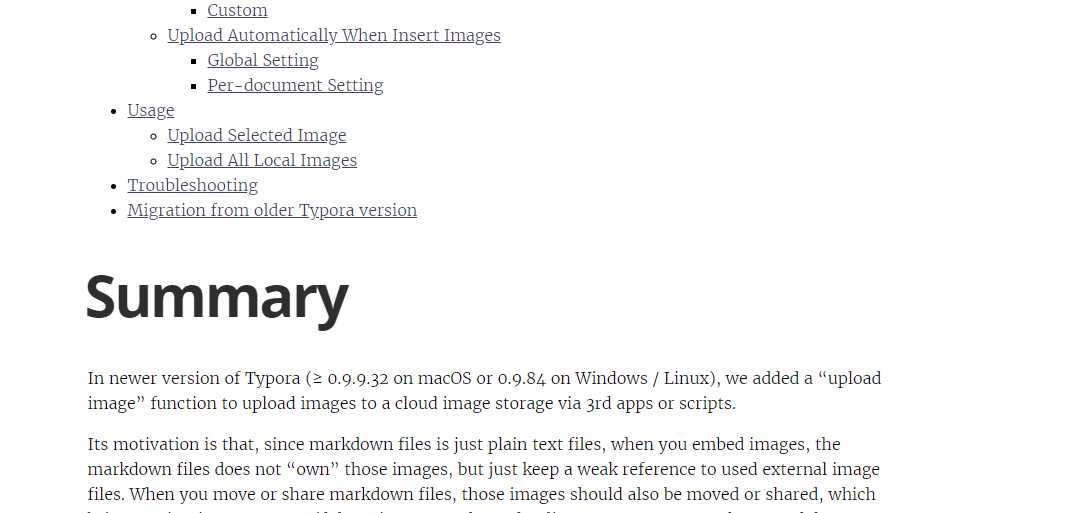 Custom
Upload Automatically When Insert Images
Global Setting
Per-document Setting
Usage
Upload Selected Image
Upload All Local Images
Troubleshooting
Migration from older Typora version
Summary
In newer version of Typora (≥ 0.9.9.32 on macOS or 0.9.84 on Windows / Linux), we added a “upload
image” function to upload images to a cloud image storage via 3rd apps or scripts.
Its motivation is that, since markdown files is just plain text files, when you embed images, the
markdown files does not “own” those images, but just keep a weak reference to used external image
files. When you move or share markdown files, those images should also be moved or shared, which